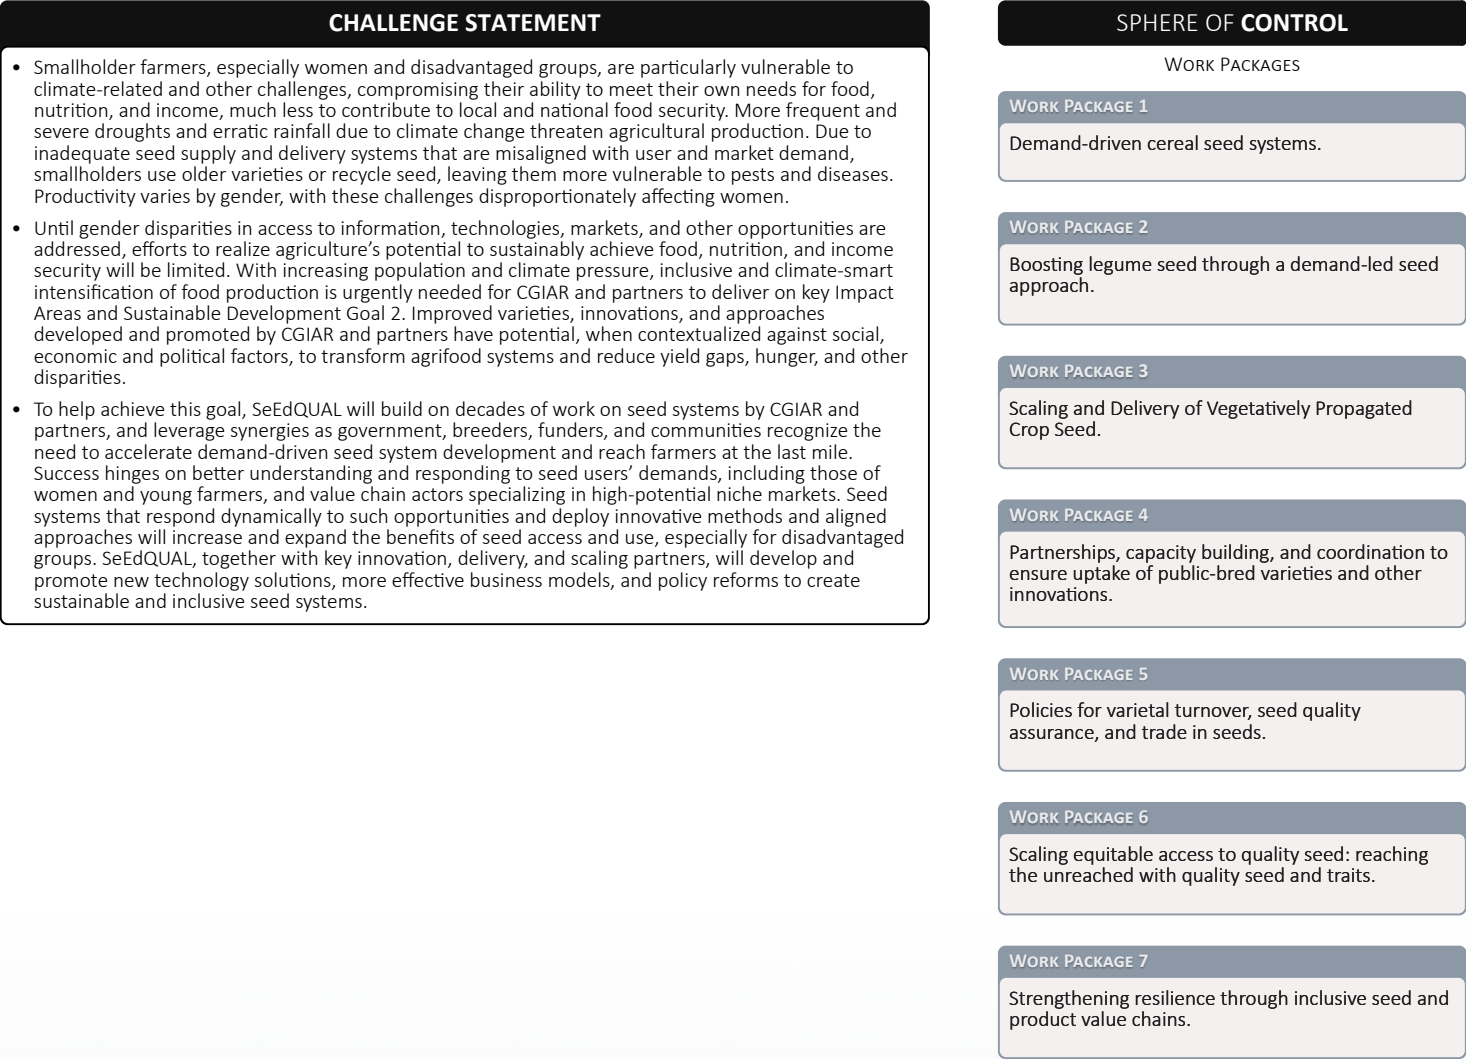 CHALLENGE STATEMENT
• Smallholder farmers, especially women and disadvantaged groups, are particularly vulnerable to
climate-related and other challenges, compromising their ability to meet their own needs for food,
nutrition, and income, much less to contribute to local and national food security. More frequent and
severe droughts and erratic rainfall due to climate change threaten agricultural production. Due to
inadequate seed supply and delivery systems that are misaligned with user and market demand,
smallholders use older varieties or recycle seed, leaving them more vulnerable to pests and diseases.
Productivity varies by gender, with these challenges disproportionately affecting women.
• Until gender disparities in access to information, technologies, markets, and other opportunities are
addressed, efforts to realize agriculture’s potential to sustainably achieve food, nutrition, and income
security will be limited. With increasing population and climate pressure, inclusive and climate-smart
intensification of food production is urgently needed for CGIAR and partners to deliver on key Impact
Areas and Sustainable Development Goal 2. Improved varieties, innovations, and approaches
developed and promoted by CGIAR and partners have potential, when contextualized against social,
economic and political factors, to transform agrifood systems and reduce yield gaps, hunger, and other
disparities.
• To help achieve this goal, SeEdQUAL will build on decades of work on seed systems by CGIAR and
partners, and leverage synergies as government, breeders, funders, and communities recognize the
need to accelerate demand-driven seed system development and reach farmers at the last mile.
Success hinges on better understanding and responding to seed users’ demands, including those of
women and young farmers, and value chain actors specializing in high-potential niche markets. Seed
systems that respond dynamically to such opportunities and deploy innovative methods and aligned
approaches will increase and expand the benefits of seed access and use, especially for disadvantaged
groups. SeEdQUAL, together with key innovation, delivery, and scaling partners, will develop and
promote new technology solutions, more effective business models, and policy reforms to create
sustainable and inclusive seed systems.
SPHERE OF CONTROL
WORK PACKAGES
WORK PACKAGE 1
Demand-driven cereal seed systems.
WORK PACKAGE 2
Boosting legume seed through a demand-led seed
approach.
WORK PACKAGE 3
Scaling and Delivery of Vegetatively Propagated
Crop Seed.
WORK PACKAGE 4
Partnerships, capacity building, and coordination to
ensure uptake of public-bred varieties and other
innovations.
WORK PACKAGE 5
Policies for varietal turnover, seed quality
assurance, and trade in seeds.
WORK PACKAGE 6
Scaling equitable access to quality seed: reaching
the unreached with quality seed and traits.
WORK PACKAGE 7
Strengthening resilience through inclusive seed and
product value chains.